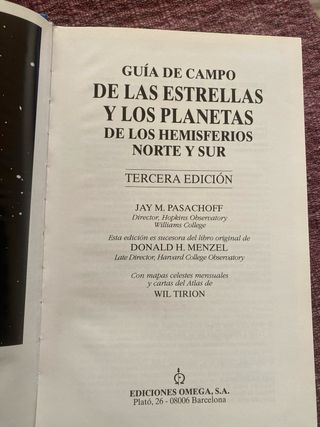 GUÍA DE CAMPO
DE LAS ESTRELLAS
Y LOS PLANETAS
DE LOS HEMISFERIOS
NORTE Y SUR
TERCERA EDICIÓN
JAY M. PASACHOFF
Director, Hopkins Observatory
Williams College
Esta edición es sucesora del libro original de
DONALD H. MENZEL
Late Director, Harvard College Observatory
Con mapas celestes mensuales
y cartas del Atlas de
WIL TIRION
EDICIONES OMEGA, S.A.
Plató, 26 - 08006 Barcelona